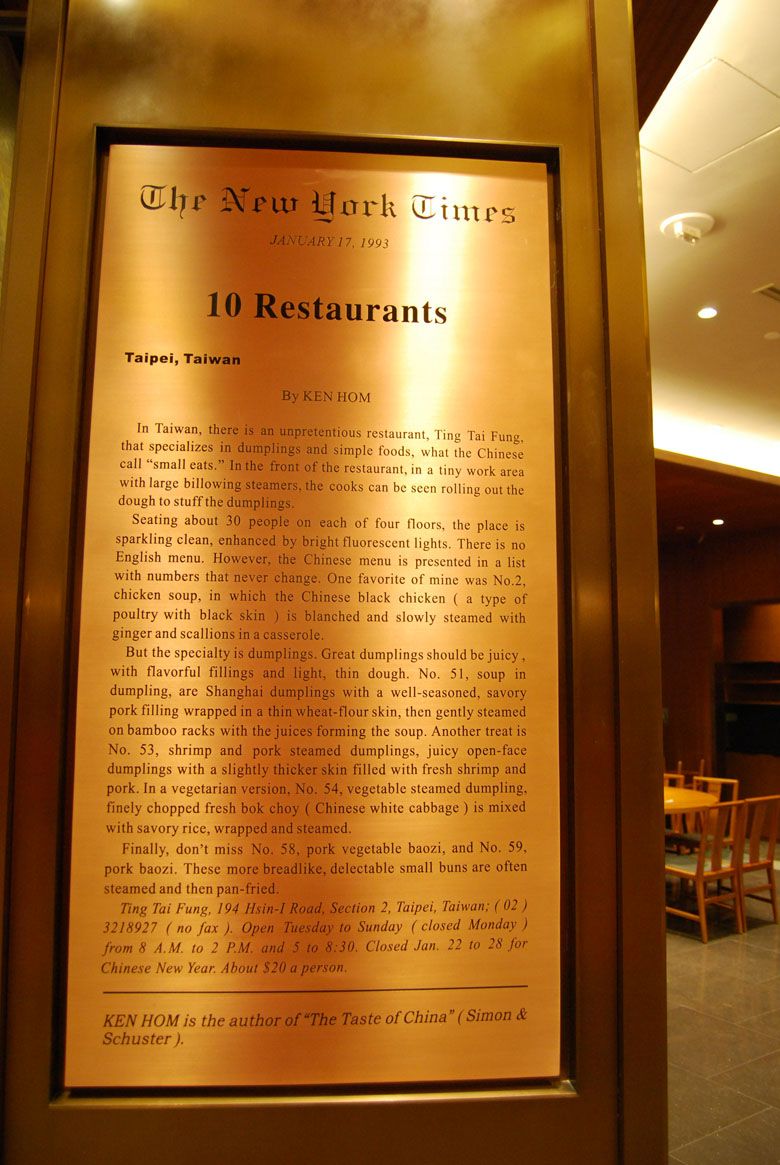 The New York Times
JANUARY 17, 1993
10 Restaurants
Taipei, Taiwan
By KEN HOM
In Taiwan, there is an unpretentious restaurant, Ting Tai Fung,
that specializes in dumplings and simple foods, what the Chinese
call “small eats.” In the front of the restaurant, in a tiny work area
with large billowing steamers, the cooks can be seen rolling out the
dough to stuff the dumplings.
Seating about 30 people on each of four floors, the place is
sparkling clean, enhanced by bright fluorescent lights. There is no
English menu. However, the Chinese menu is presented in a list
with numbers that never change. One favorite of mine was No.2,
chicken soup, in which the Chinese black chicken ( a type of
poultry with black skin ) is blanched and slowly steamed with
ginger and scallions in a casserole.
But the specialty is dumplings. Great dumplings should be juicy ,
with flavorful fillings and light, thin dough. No. 51, soup in
dumpling, are Shanghai dumplings with a well-seasoned, savory
pork filling wrapped in a thin wheat-flour skin, then gently steamed
on bamboo racks with the juices forming the soup. Another treat is
No. 53, shrimp and pork steamed dumplings, juicy open-face
dumplings with a slightly thicker skin filled with fresh shrimp and
pork. In a vegetarian version, No. 54, vegetable steamed dumpling,
finely chopped fresh bok choy ( Chinese white cabbage ) is mixed
with savory rice, wrapped and steamed.
Finally, don’t miss No. 58, pork vegetable baozi, and No. 59,
pork baozi. These more breadlike, delectable small buns are often
steamed and then pan-fried.
Ting Tai Fung, 194 Hsin-I Road, Section 2, Taipei, Taiwan; ( 02 )
3218927 ( no fax ). Open Tuesday to Sunday ( closed Monday )
from 8 A.M. to 2 P.M. and 5 to 8:30. Closed Jan. 22 to 28 for
Chinese New Year. About $20 a person.
KEN HOM is the author of “The Taste of China” ( Simon &
Schuster ).